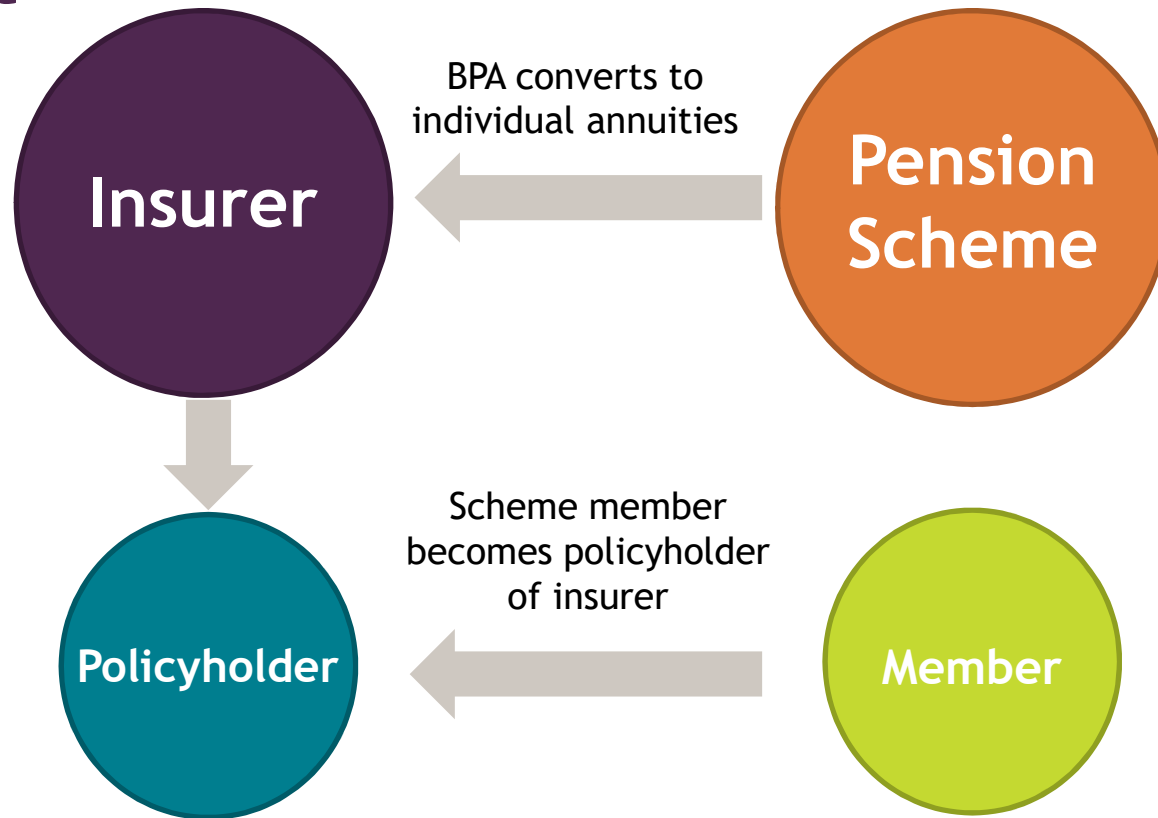 BPA converts to
individual annuities
Insurer
Pension
Scheme
Scheme member
becomes policyholder
of insurer
Policyholder
Member